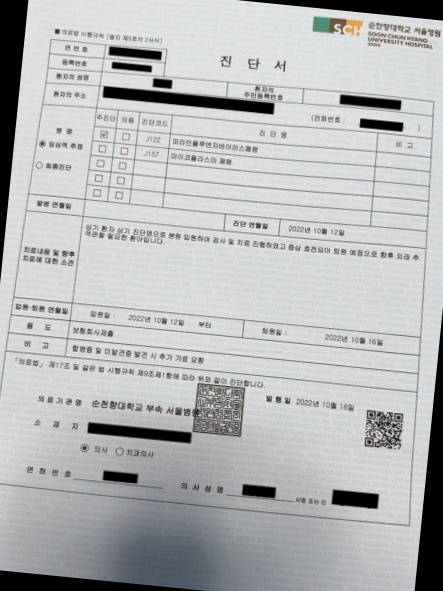 SCH 순천향대학교 서울병원
SOON CHUN HYANG
UNIVERSITY HOSPITAL
SEOUL
■ 의료법 시행규칙 [별지 제5호의 2서식]
진 단 서
연 번 호
등록번호
환자의 성명
환자의 주민등록번호
환자의 주소
(전화번호 : )
병 명
주진단 의증 진단코드 진 단 명 비 고
◉ 임상적 추정
○ 최종진단
☑ ☐ J122 파라인플루엔자바이러스폐렴
☐ ☐ J157 마이코플라스마 폐렴
발병 연월일
진단 연월일 2022년 10월 12일
치료내용 및 향후 치료에 대한 소견
상기 환자 상기 진단명으로 본원 입원하여 검사 및 치료 진행하였고 증상 호전되어 퇴원 예정으로 향후 외래 추
적관찰 필요한 환아입니다.
입원·퇴원 연월일
입원일 : 2022년 10월 12일 부터
퇴원일 : 2022년 10월 16일
용 도 보험회사제출
비 고 합병증 및 미발견증 발견 시 추가 가료 요함
「의료법」 제17조 및 같은 법 시행규칙 제9조제1항에 따라 위와 같이 진단합니다.
발 행 일 2022년 10월 16일
의 료 기 관 명 순천향대학교 부속 서울병원
소 재 지
◉ 의사 ○ 치과의사
면 허 번 호
의 사 성 명
서명 또는 인